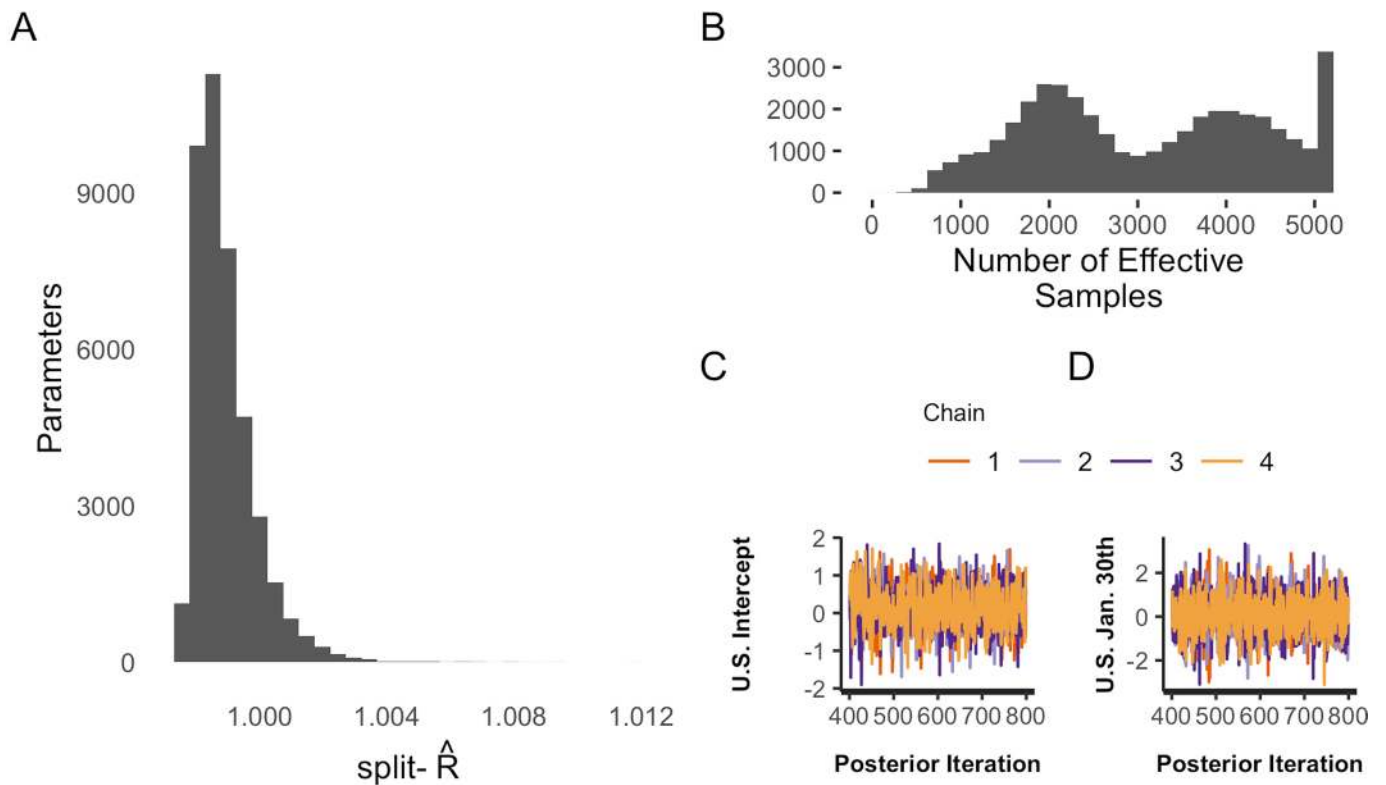 A
9000
6000
3000
0
Parameters
1.000 1.004 1.008 1.012
split- R̂
B
3000
2000
1000
0
0 1000 2000 3000 4000 5000
Number of Effective
Samples
C D
Chain
1 2 3 4
2
1
0
-1
-2
U.S. Intercept
400 500 600 700 800
Posterior Iteration
2
0
-2
U.S. Jan. 30th
400 500 600 700 800
Posterior Iteration